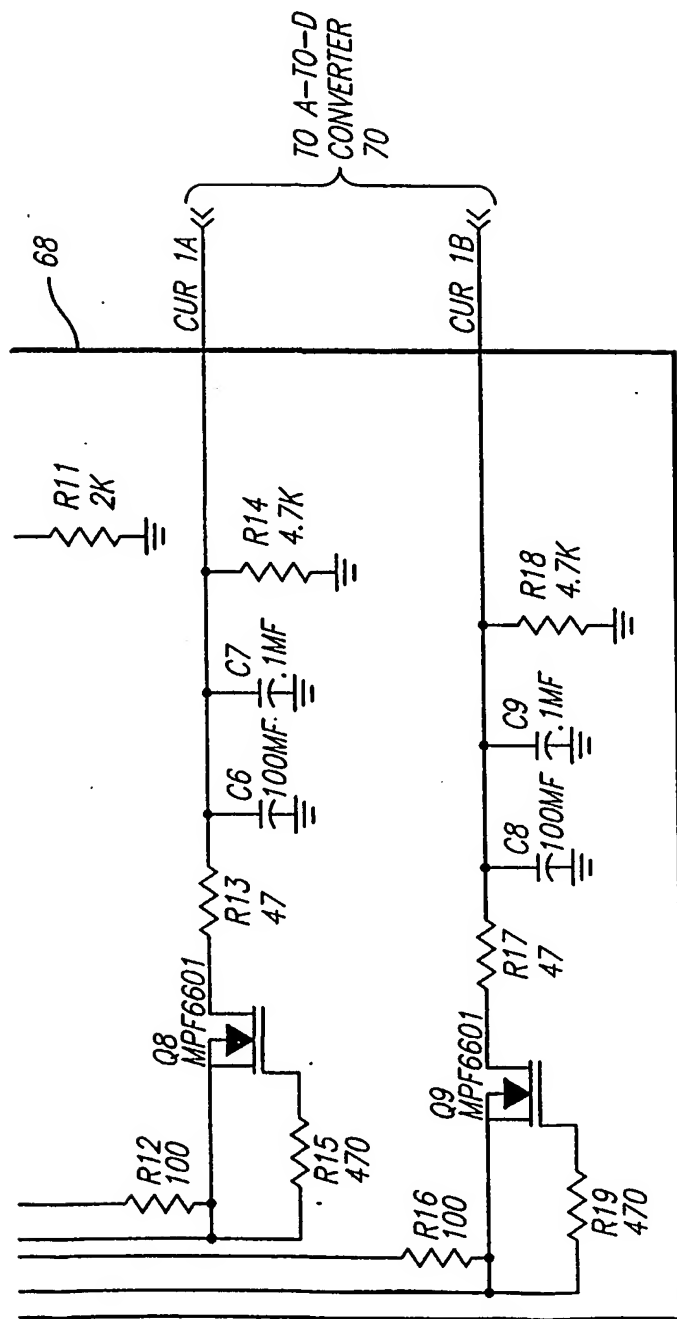 68
R11
2K
CUR 1A
TO A-TO-D
CONVERTER
70
R14
4.7K
C7
.1MF
C6
100MF
R13
47
Q8
MPF6601
R12
100
R15
470
CUR 1B
R18
4.7K
C9
.1MF
C8
100MF
R17
47
Q9
MPF6601
R16
100
R19
470